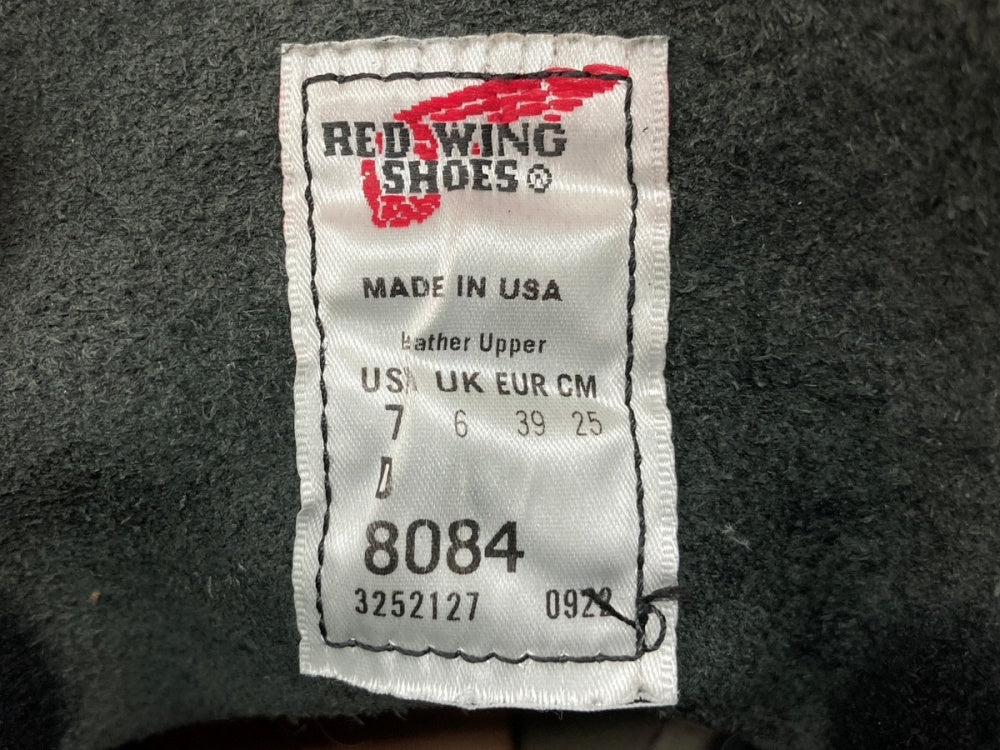 RED WING
SHOES ®
MADE IN USA
Leather Upper
USA UK EUR CM
7 6 39 25
D
8084
3252127 0922